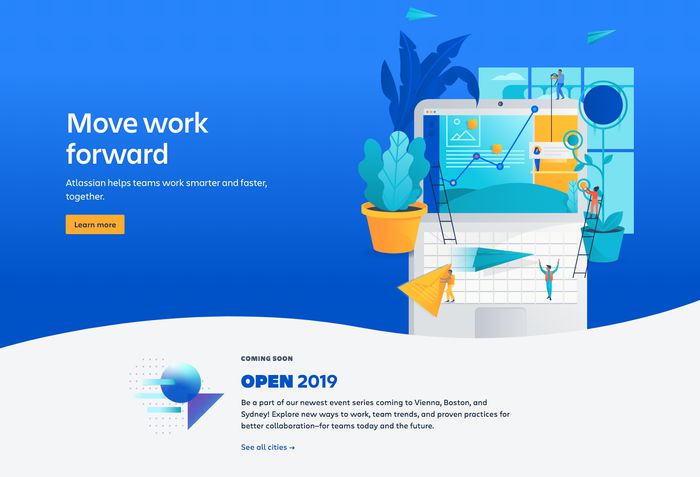 Move work
forward
Atlassian helps teams work smarter and faster,
together.
Learn more
COMING SOON
OPEN 2019
Be a part of our newest event series coming to Vienna, Boston, and
Sydney! Explore new ways to work, team trends, and proven practices for
better collaboration—for teams today and the future.
See all cities →